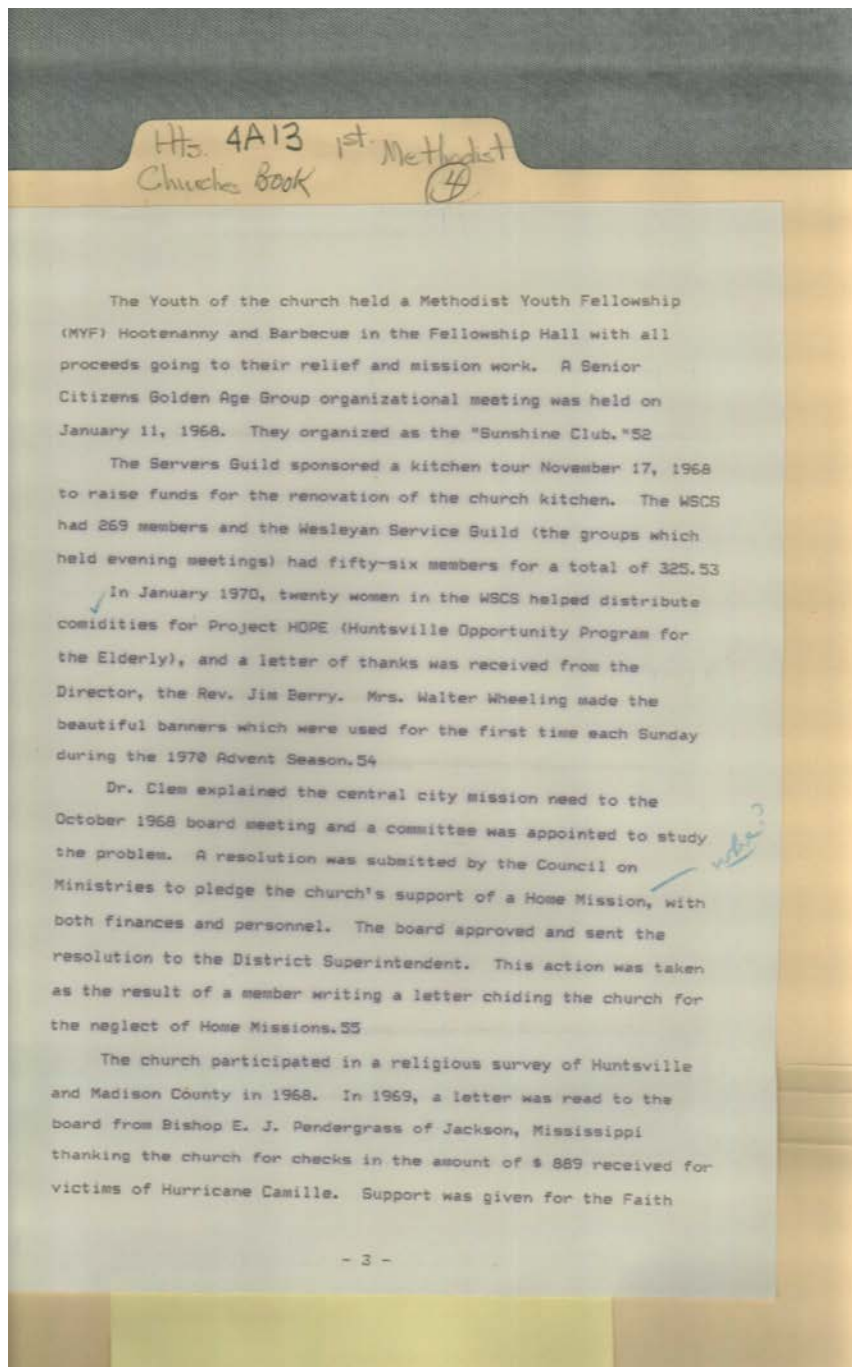 Hts. 4A13 1st. Methodist
Churches Book 4
The Youth of the church held a Methodist Youth Fellowship
(MYF) Hootenanny and Barbecue in the Fellowship Hall with all
proceeds going to their relief and mission work. A Senior
Citizens Golden Age Group organizational meeting was held on
January 11, 1968. They organized as the "Sunshine Club."52
The Servers Guild sponsored a kitchen tour November 17, 1968
to raise funds for the renovation of the church kitchen. The WSCS
had 269 members and the Wesleyan Service Guild (the groups which
held evening meetings) had fifty-six members for a total of 325.53
In January 1970, twenty women in the WSCS helped distribute
comidities for Project HOPE (Huntsville Opportunity Program for
the Elderly), and a letter of thanks was received from the
Director, the Rev. Jim Berry. Mrs. Walter Wheeling made the
beautiful banners which were used for the first time each Sunday
during the 1970 Advent Season.54
Dr. Clem explained the central city mission need to the
October 1968 board meeting and a committee was appointed to study
the problem. A resolution was submitted by the Council on
Ministries to pledge the church's support of a Home Mission, with
both finances and personnel. The board approved and sent the
resolution to the District Superintendent. This action was taken
as the result of a member writing a letter chiding the church for
the neglect of Home Missions.55
The church participated in a religious survey of Huntsville
and Madison County in 1968. In 1969, a letter was read to the
board from Bishop E. J. Pendergrass of Jackson, Mississippi
thanking the church for checks in the amount of $ 889 received for
victims of Hurricane Camille. Support was given for the Faith
- 3 -